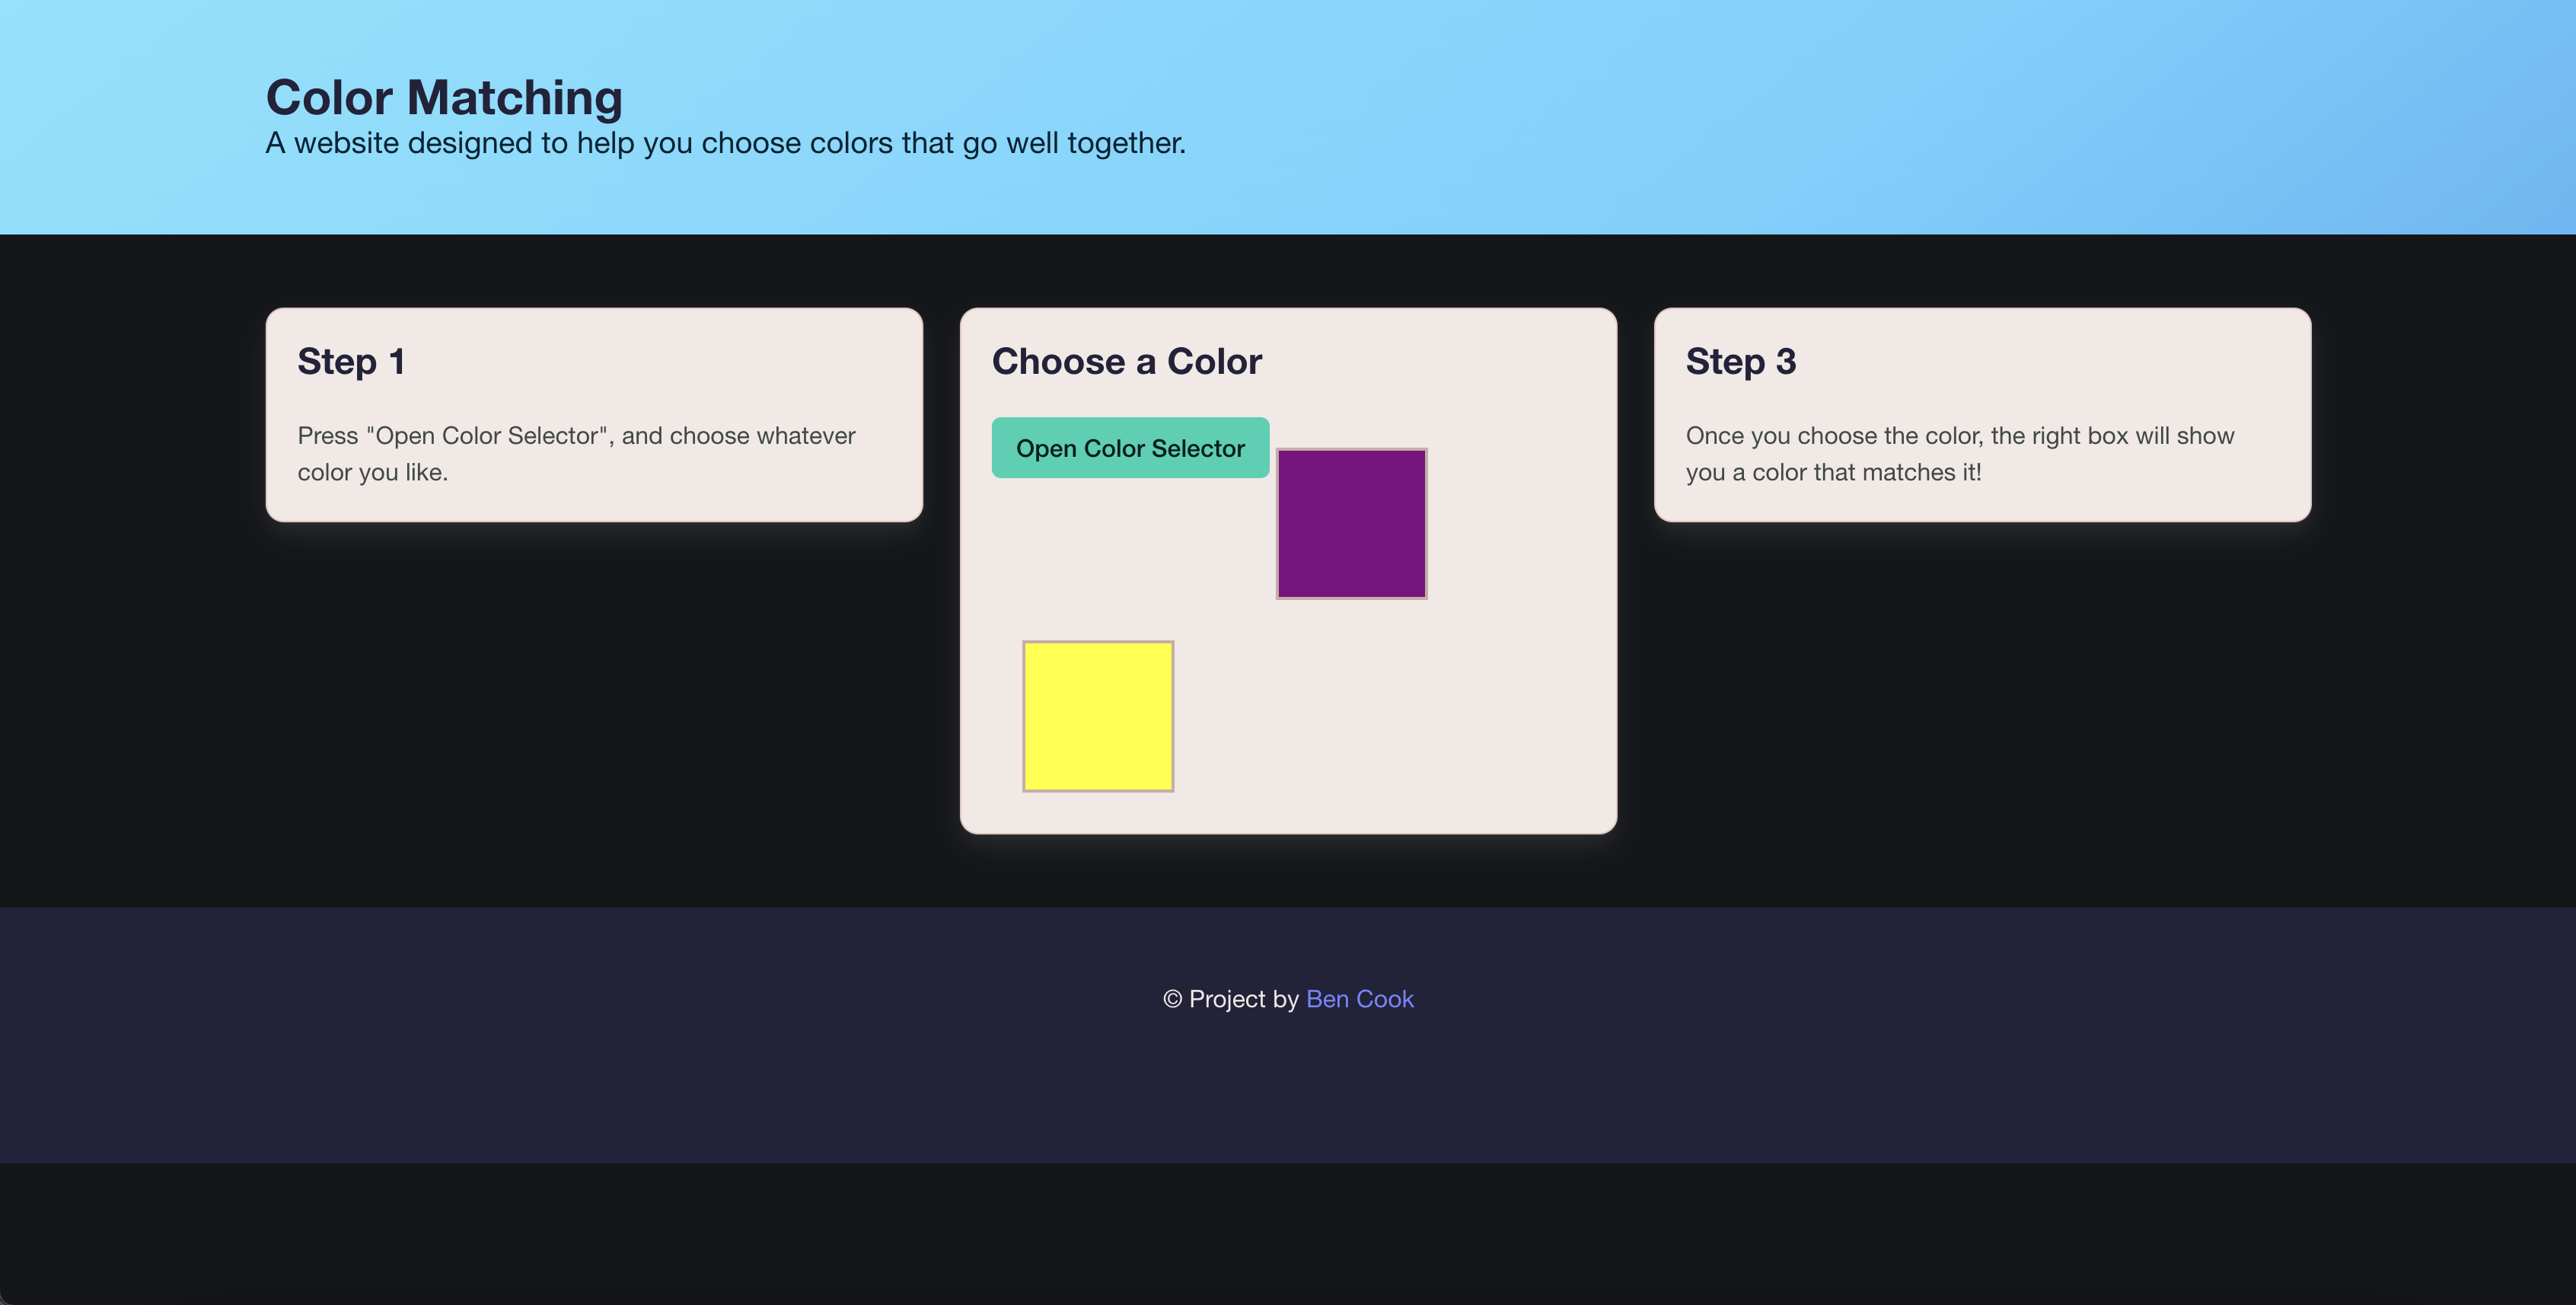 Color Matching
A website designed to help you choose colors that go well together.
Step 1
Press "Open Color Selector", and choose whatever
color you like.
Choose a Color
Open Color Selector
Step 3
Once you choose the color, the right box will show
you a color that matches it!
© Project by Ben Cook